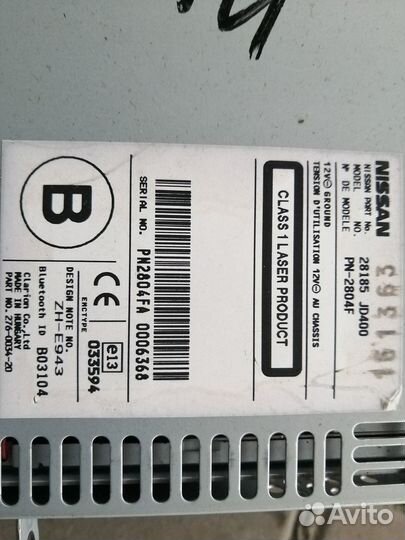 NISSAN
NISSAN PART No. 28185 JD400
MODEL NO.
N° DE MODELE PN-2804F
12V⎓ GROUND
TENSION D'UTILISATION 12V⎓ AU CHASSIS
CLASS 1 LASER PRODUCT
SERIAL NO. PN2804FA 0006368
B
CE
e13
EMCTYPE 033594
DESIGN NOTE NO. ZH-E943
Bluetooth ID B03104
Clarion Co.,Ltd
MADE IN HUNGARY
PART NO. 276-0034-20
Avito